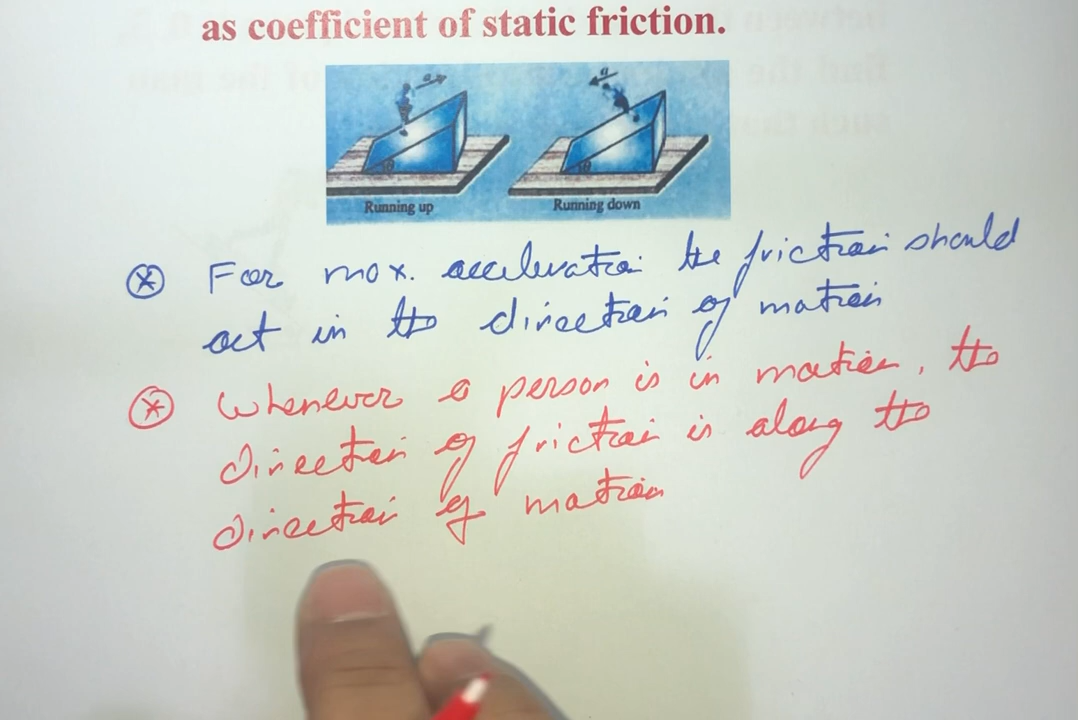 as coefficient of static friction.
a a
θ θ
Running up Running down
For max. acceleration the friction should
act in the direction of motion
Whenever a person is in motion, the
direction of friction is along the
direction of motion